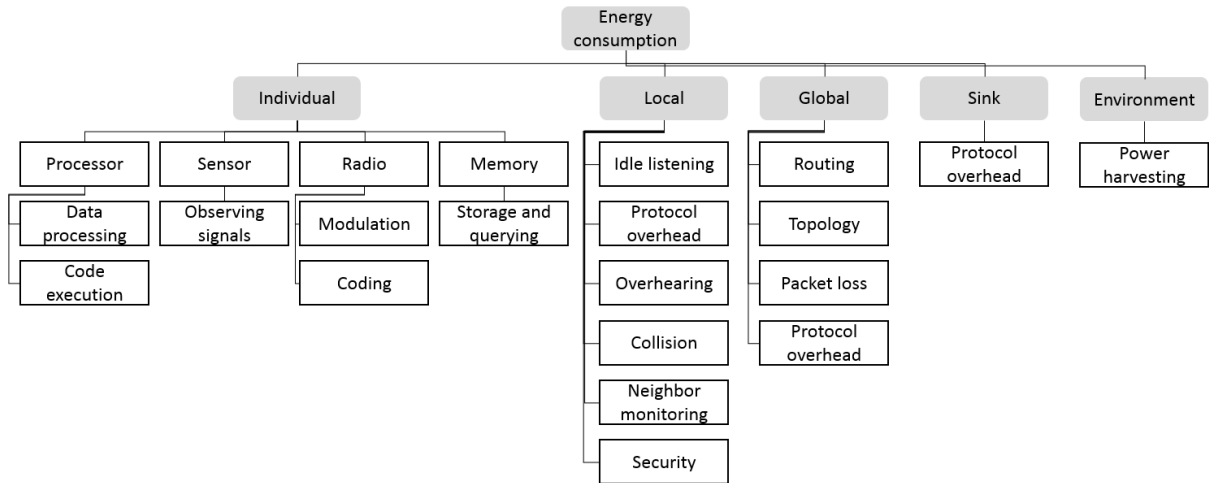 Energy
consumption
Individual
Local
Global
Sink
Environment
Processor
Sensor
Radio
Memory
Idle listening
Routing
Protocol
overhead
Power
harvesting
Data
processing
Observing
signals
Modulation
Storage and
querying
Protocol
overhead
Topology
Code
execution
Coding
Overhearing
Packet loss
Collision
Protocol
overhead
Neighbor
monitoring
Security